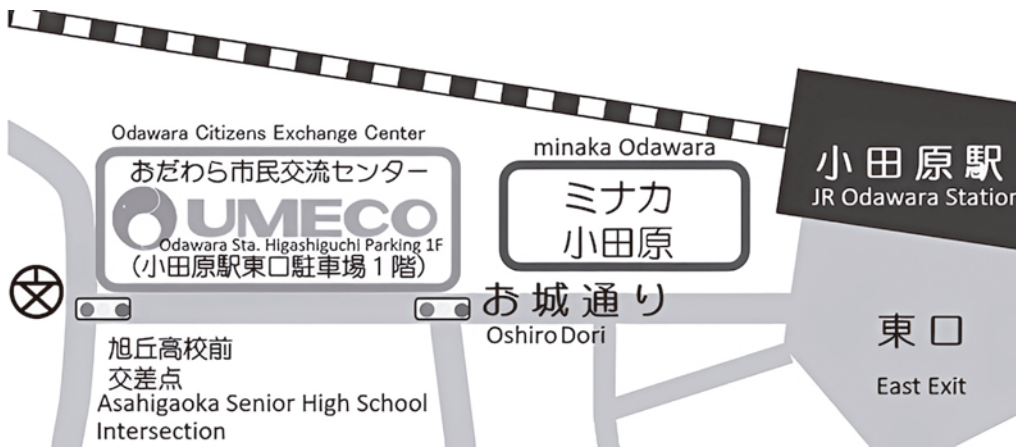 Odawara Citizens Exchange Center
おだわら市民交流センター
UMECO
Odawara Sta. Higashiguchi Parking 1F
(小田原駅東口駐車場1階)
minaka Odawara
ミナカ
小田原
小田原駅
JR Odawara Station
お城通り
Oshiro Dori
東口
East Exit
旭丘高校前
交差点
Asahigaoka Senior High School
Intersection